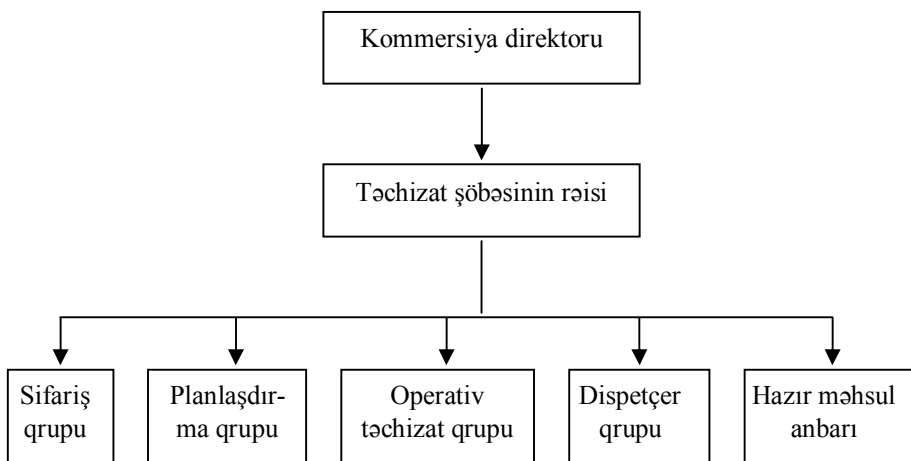 Kommersiya direktoru
Təchizat şöbəsinin rəisi
Sifariş
qrupu
Planlaşdır-
ma qrupu
Operativ
təchizat qrupu
Dispetçer
qrupu
Hazır məhsul
anbarı